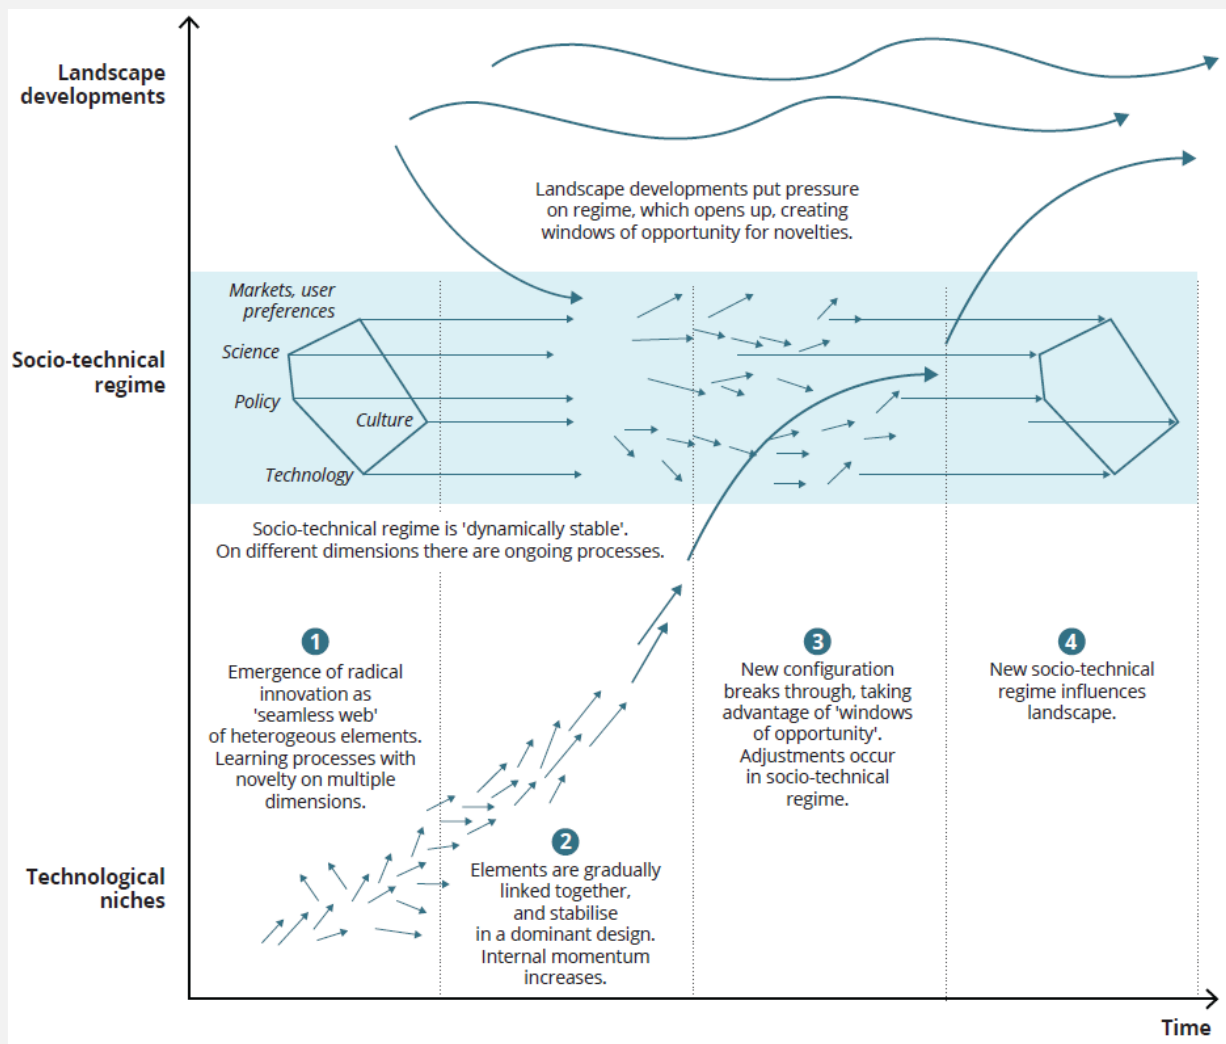 Landscape
developments
Landscape developments put pressure
on regime, which opens up, creating
windows of opportunity for novelties.
Socio-technical
regime
Markets, user
preferences
Science
Policy
Culture
Technology
Socio-technical regime is 'dynamically stable'.
On different dimensions there are ongoing processes.
1
Emergence of radical
innovation as
'seamless web'
of heterogeous elements.
Learning processes with
novelty on multiple
dimensions.
2
Elements are gradually
linked together,
and stabilise
in a dominant design.
Internal momentum
increases.
3
New configuration
breaks through, taking
advantage of 'windows
of opportunity'.
Adjustments occur
in socio-technical
regime.
4
New socio-technical
regime influences
landscape.
Technological
niches
Time